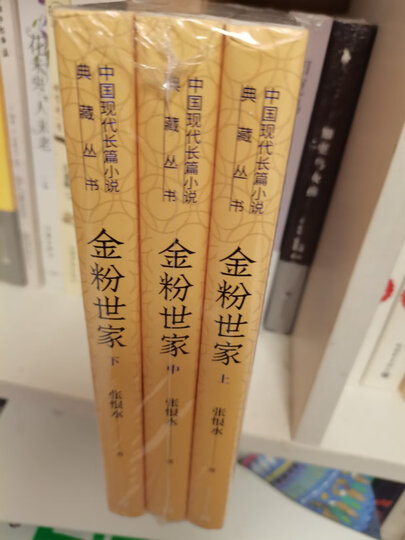 中国现代长篇小说
典藏丛书
金粉世家
下
张恨水
著
中国现代长篇小说
典藏丛书
金粉世家
中
张恨水
著
中国现代长篇小说
典藏丛书
金粉世家
上
张恨水
著